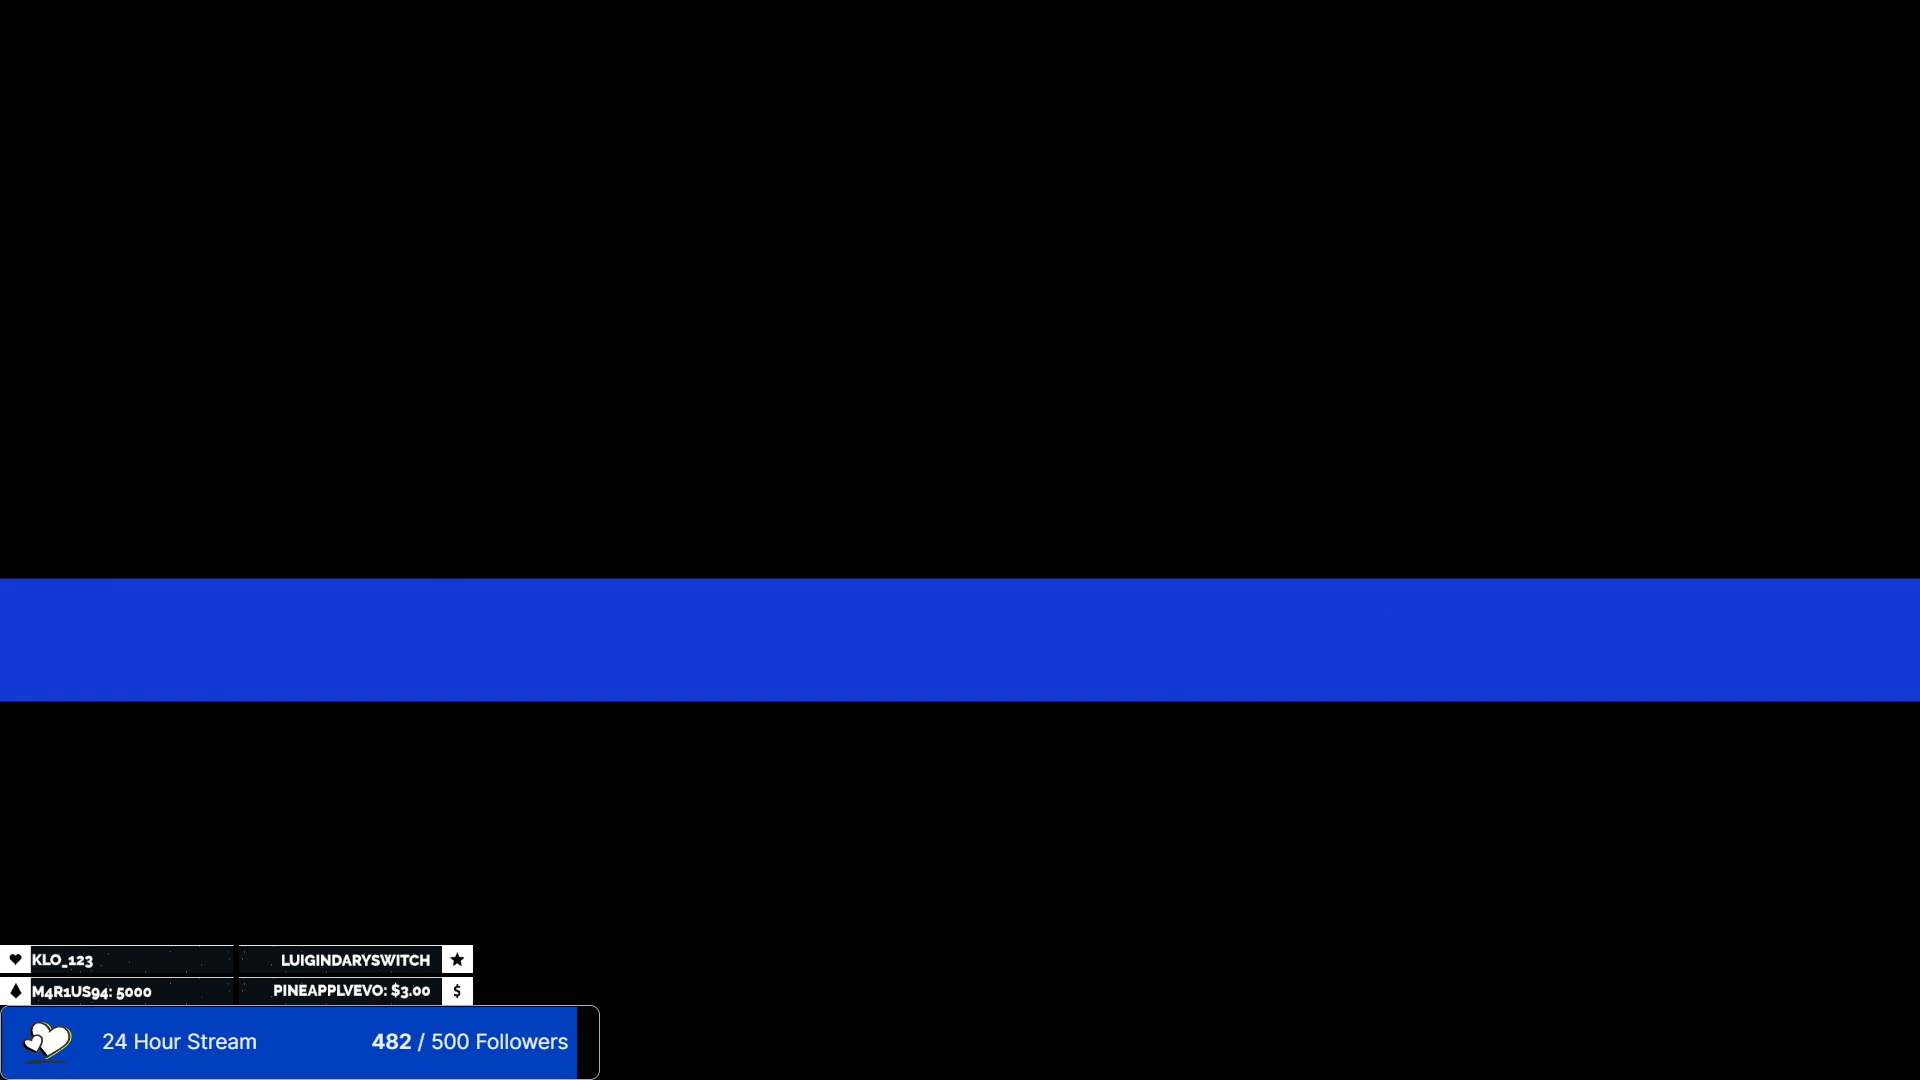 KLO_123
LUIGINDARYSWITCH
M4R1US94: 5000
PINEAPPLVEVO: $3.00
$
24 Hour Stream
482 / 500 Followers